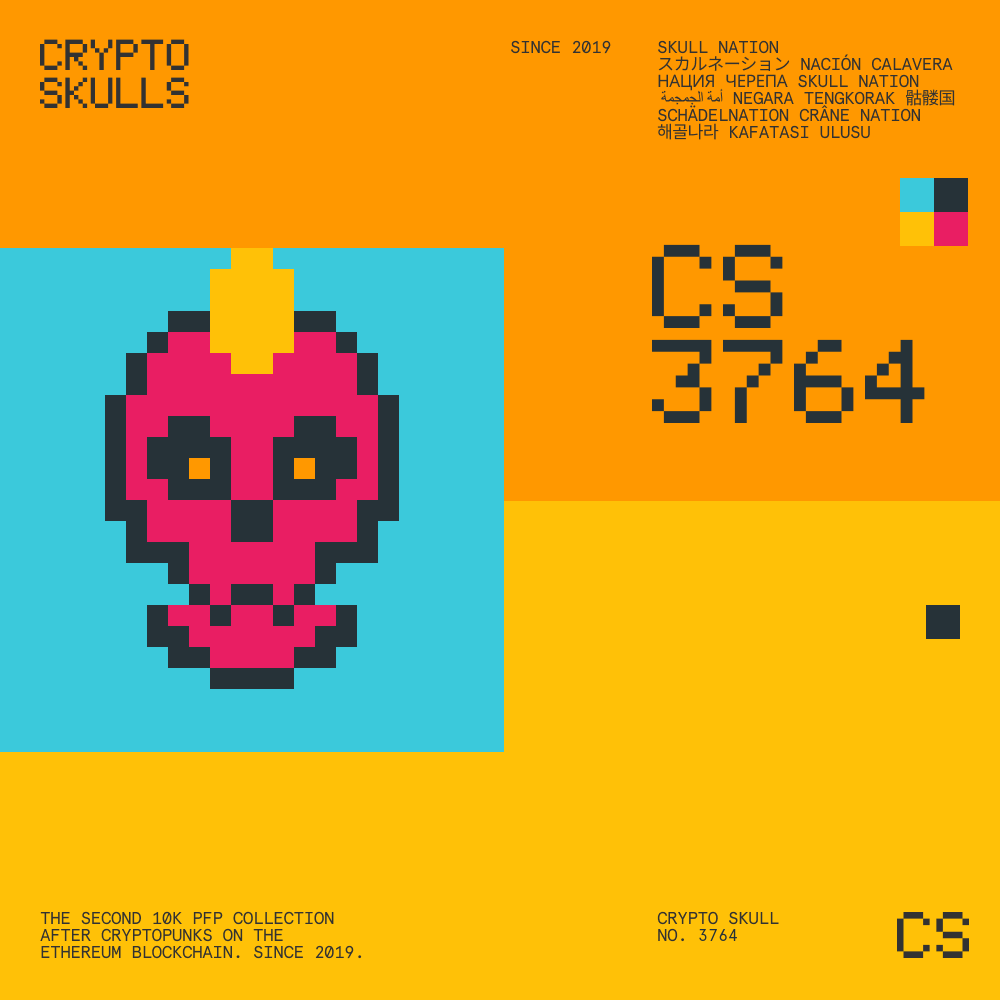 CRYPTO
SKULLS
SINCE 2019
SKULL NATION
スカルネーション NACIÓN CALAVERA
НАЦИЯ ЧЕРЕПА SKULL NATION
أمة الجمجمة NEGARA TENGKORAK 骷髅国
SCHÄDELNATION CRÂNE NATION
해골나라 KAFATASI ULUSU
CS
3764
THE SECOND 10K PFP COLLECTION
AFTER CRYPTOPUNKS ON THE
ETHEREUM BLOCKCHAIN. SINCE 2019.
CRYPTO SKULL
NO. 3764
CS